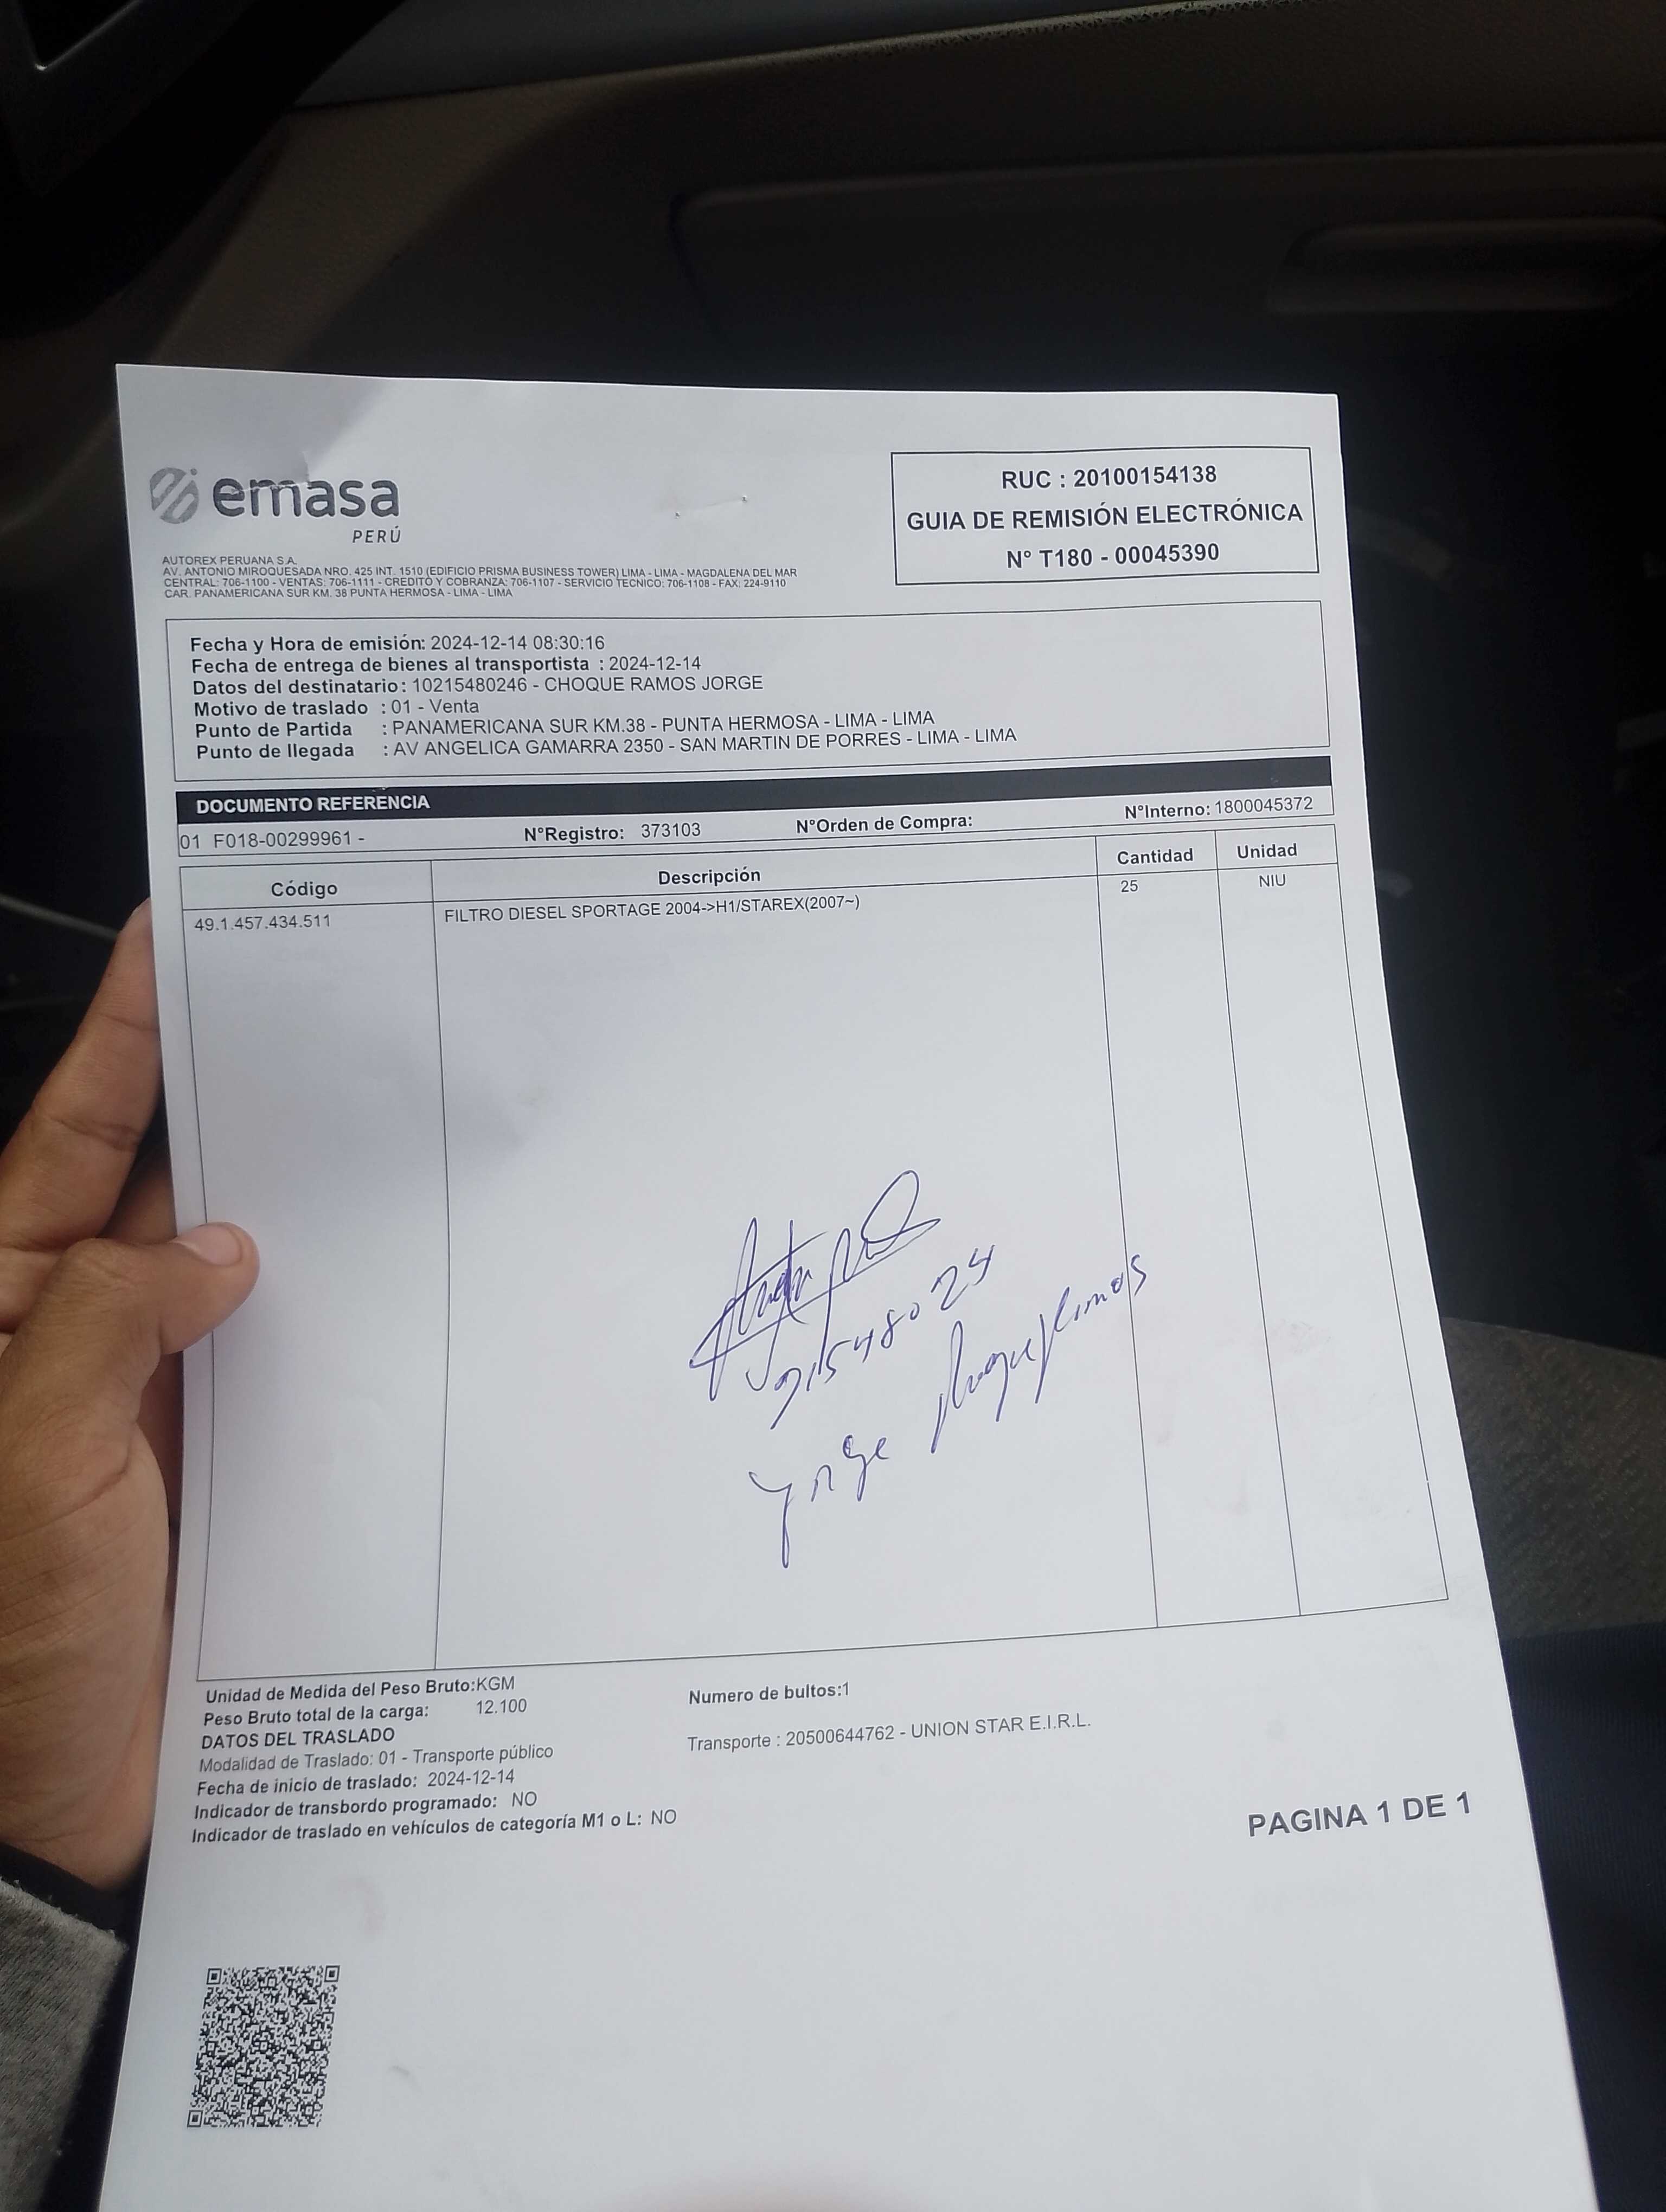 emasa
PERÚ
RUC : 20100154138
GUIA DE REMISIÓN ELECTRÓNICA
N° T180 - 00045390
AUTOREX PERUANA S.A.
AV. ANTONIO MIROQUESADA NRO. 425 INT. 1510 (EDIFICIO PRISMA BUSINESS TOWER) LIMA - LIMA - MAGDALENA DEL MAR
CENTRAL: 706-1100 - VENTAS: 706-1111 - CREDITO Y COBRANZA: 706-1107 - SERVICIO TECNICO: 706-1108 - FAX: 224-9110
CAR. PANAMERICANA SUR KM. 38 PUNTA HERMOSA - LIMA - LIMA
Fecha y Hora de emisión: 2024-12-14 08:30:16
Fecha de entrega de bienes al transportista : 2024-12-14
Datos del destinatario : 10215480246 - CHOQUE RAMOS JORGE
Motivo de traslado : 01 - Venta
Punto de Partida : PANAMERICANA SUR KM.38 - PUNTA HERMOSA - LIMA - LIMA
Punto de llegada : AV ANGELICA GAMARRA 2350 - SAN MARTIN DE PORRES - LIMA - LIMA
DOCUMENTO REFERENCIA
01 F018-00299961 - N°Registro: 373103 N°Orden de Compra: N°Interno: 1800045372
Código Descripción Cantidad Unidad
49.1.457.434.511 FILTRO DIESEL SPORTAGE 2004->H1/STAREX(2007~) 25 NIU
21548024
Jorge Choque Ramos
Unidad de Medida del Peso Bruto:KGM
Peso Bruto total de la carga: 12.100
Numero de bultos:1
DATOS DEL TRASLADO
Modalidad de Traslado: 01 - Transporte público
Transporte : 20500644762 - UNION STAR E.I.R.L.
Fecha de inicio de traslado: 2024-12-14
Indicador de transbordo programado: NO
Indicador de traslado en vehículos de categoría M1 o L: NO
PAGINA 1 DE 1